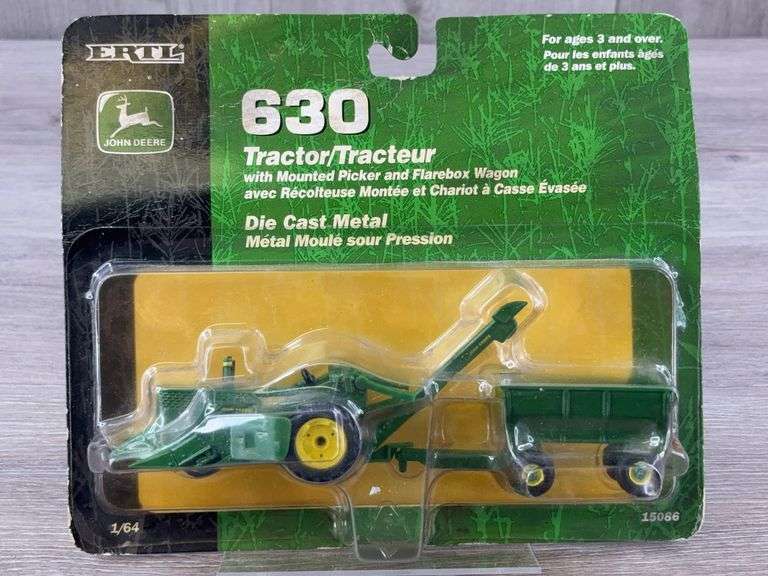 ERTL
JOHN DEERE
For ages 3 and over.
Pour les enfants âgés
de 3 ans et plus.
630
Tractor/Tracteur
with Mounted Picker and Flarebox Wagon
avec Récolteuse Montée et Chariot à Casse Évasée
Die Cast Metal
Métal Moulé sour Pression
1/64
15086